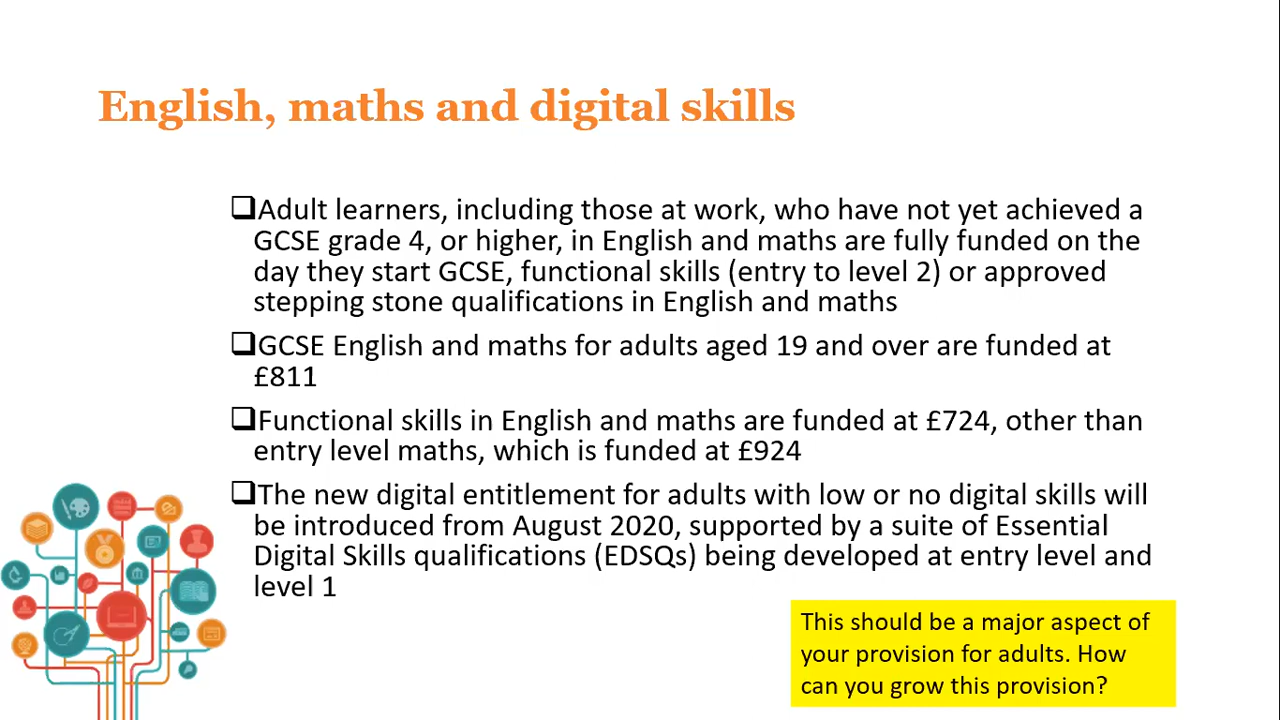 English, maths and digital skills
Adult learners, including those at work, who have not yet achieved a
GCSE grade 4, or higher, in English and maths are fully funded on the
day they start GCSE, functional skills (entry to level 2) or approved
stepping stone qualifications in English and maths
GCSE English and maths for adults aged 19 and over are funded at
£811
Functional skills in English and maths are funded at £724, other than
entry level maths, which is funded at £924
The new digital entitlement for adults with low or no digital skills will
be introduced from August 2020, supported by a suite of Essential
Digital Skills qualifications (EDSQs) being developed at entry level and
level 1
This should be a major aspect of
your provision for adults. How
can you grow this provision?